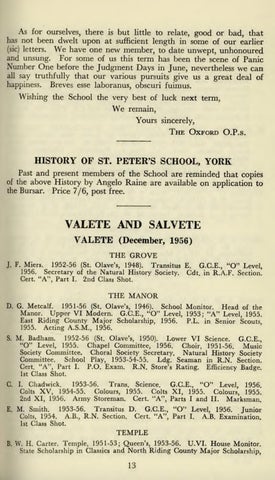 As for ourselves, there is but little to relate, good or bad, that
has not been dwelt upon at sufficient length in some of our earlier
(sic) letters. We have one new member, to date unwept, unhonoured
and unsung. For some of us this term has been the scene of Panic
Number One before the Judgment Days in June, nevertheless we can
all say truthfully that our various pursuits give us a great deal of
happiness. Breves esse laboranus, obscuri fuimus.
Wishing the School the very best of luck next term,
We remain,
Yours sincerely,
THE OXFORD O.P.s.
HISTORY OF ST. PETER'S SCHOOL, YORK
Past and present members of the School are reminded that copies
of the above History by Angelo Raine are available on application to
the Bursar. Price 7/6, post free.
VALETE AND SALVETE
VALETE (December, 1956)
THE GROVE
J. F. Miers. 1952-56 (St. Olave's, 1948). Transitus E. G.C.E., "O" Level,
1956. Secretary of the Natural History Society. Cdt, in R.A.F. Section.
Cert. "A", Part I. 2nd Class Shot.
THE MANOR
D. G. Metcalf. 1951-56 (St. Olave's, 1946). School Monitor. Head of the
Manor. Upper VI Modern. G.C.E., "O" Level, 1953; "A" Level, 1955.
East Riding County Major Scholarship, 1956. P.L. in Senior Scouts,
1955. Acting A.S.M., 1956.
S. M. Badham. 1952-56 (St. Olave's, 1950). Lower VI Science. G.C.E.,
"O" Level, 1955. Chapel Committee, 1956. Choir, 1951-56. Music
Society Committee. Choral Secretary. Natural History Society
Committee. School Play, 1953-54-55. Ldg. Seaman in R.N. Section.
Cert. "A", Part I. P.O. Exam. R.N. Store's Rating. Efficiency Badge.
1st Class Shot.
C. I. Chadwick. 1953-56. Trans, Science, G.C.E., "O" Level, 1956.
Colts XV, 1954-55. Colours, 1955. Colts XI, 1955. Colours, 1955.
2nd XI, 1956. Army Storeman. Cert. "A", Parts I and II. Marksman.
E. M. Smith. 1953-56. Transitus D. G.C.E., "O" Level, 1956. Junior
Colts, 1954. A.B., R.N. Section. Cert. "A", Part I. A.B. Examination.
1st Class Shot.
TEMPLE
B. W. H. Carter. Temple, 1951-53; Queen's, 1953-56. U.VI. House Monitor.
State Scholarship in Classics and North Riding County Major Scholarship,
13